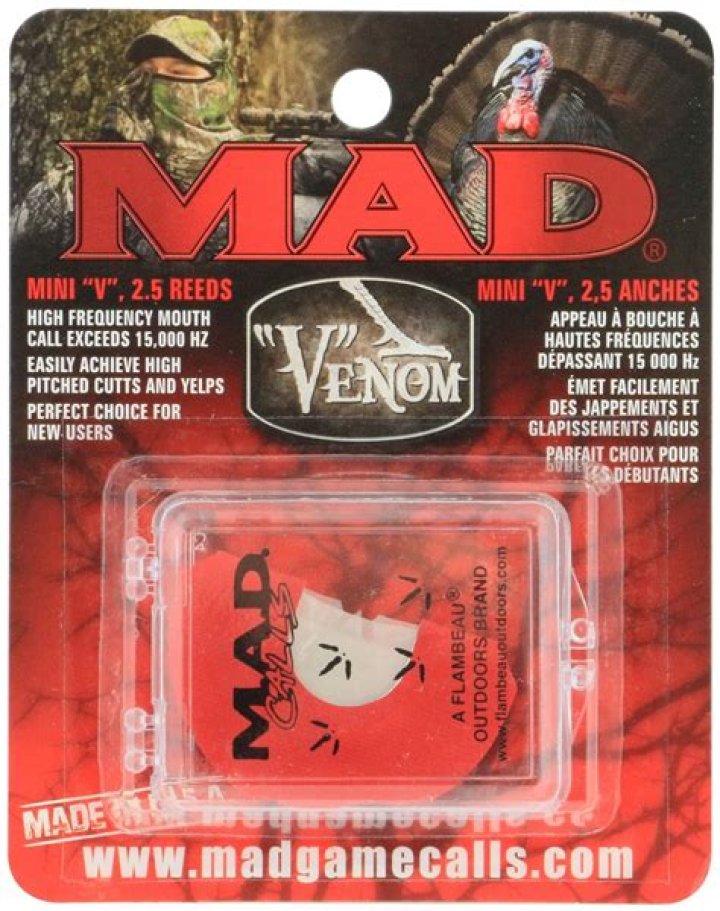 MAD®
MINI "V", 2.5 REEDS
HIGH FREQUENCY MOUTH
CALL EXCEEDS 15,000 HZ
EASILY ACHIEVE HIGH
PITCHED CUTTS AND YELPS
PERFECT CHOICE FOR
NEW USERS
"V"
VENOM
MINI "V", 2,5 ANCHES
APPEAU À BOUCHE À
HAUTES FRÉQUENCES
DÉPASSANT 15 000 Hz
ÉMET FACILEMENT
DES JAPPEMENTS ET
GLAPISSEMENTS AIGUS
PARFAIT CHOIX POUR
LES DÉBUTANTS
M.A.D.®
CALLS
A FLAMBEAU®
OUTDOORS BRAND
www.flambeauoutdoors.com
MADE IN U.S.A.
www.madgamecalls.com